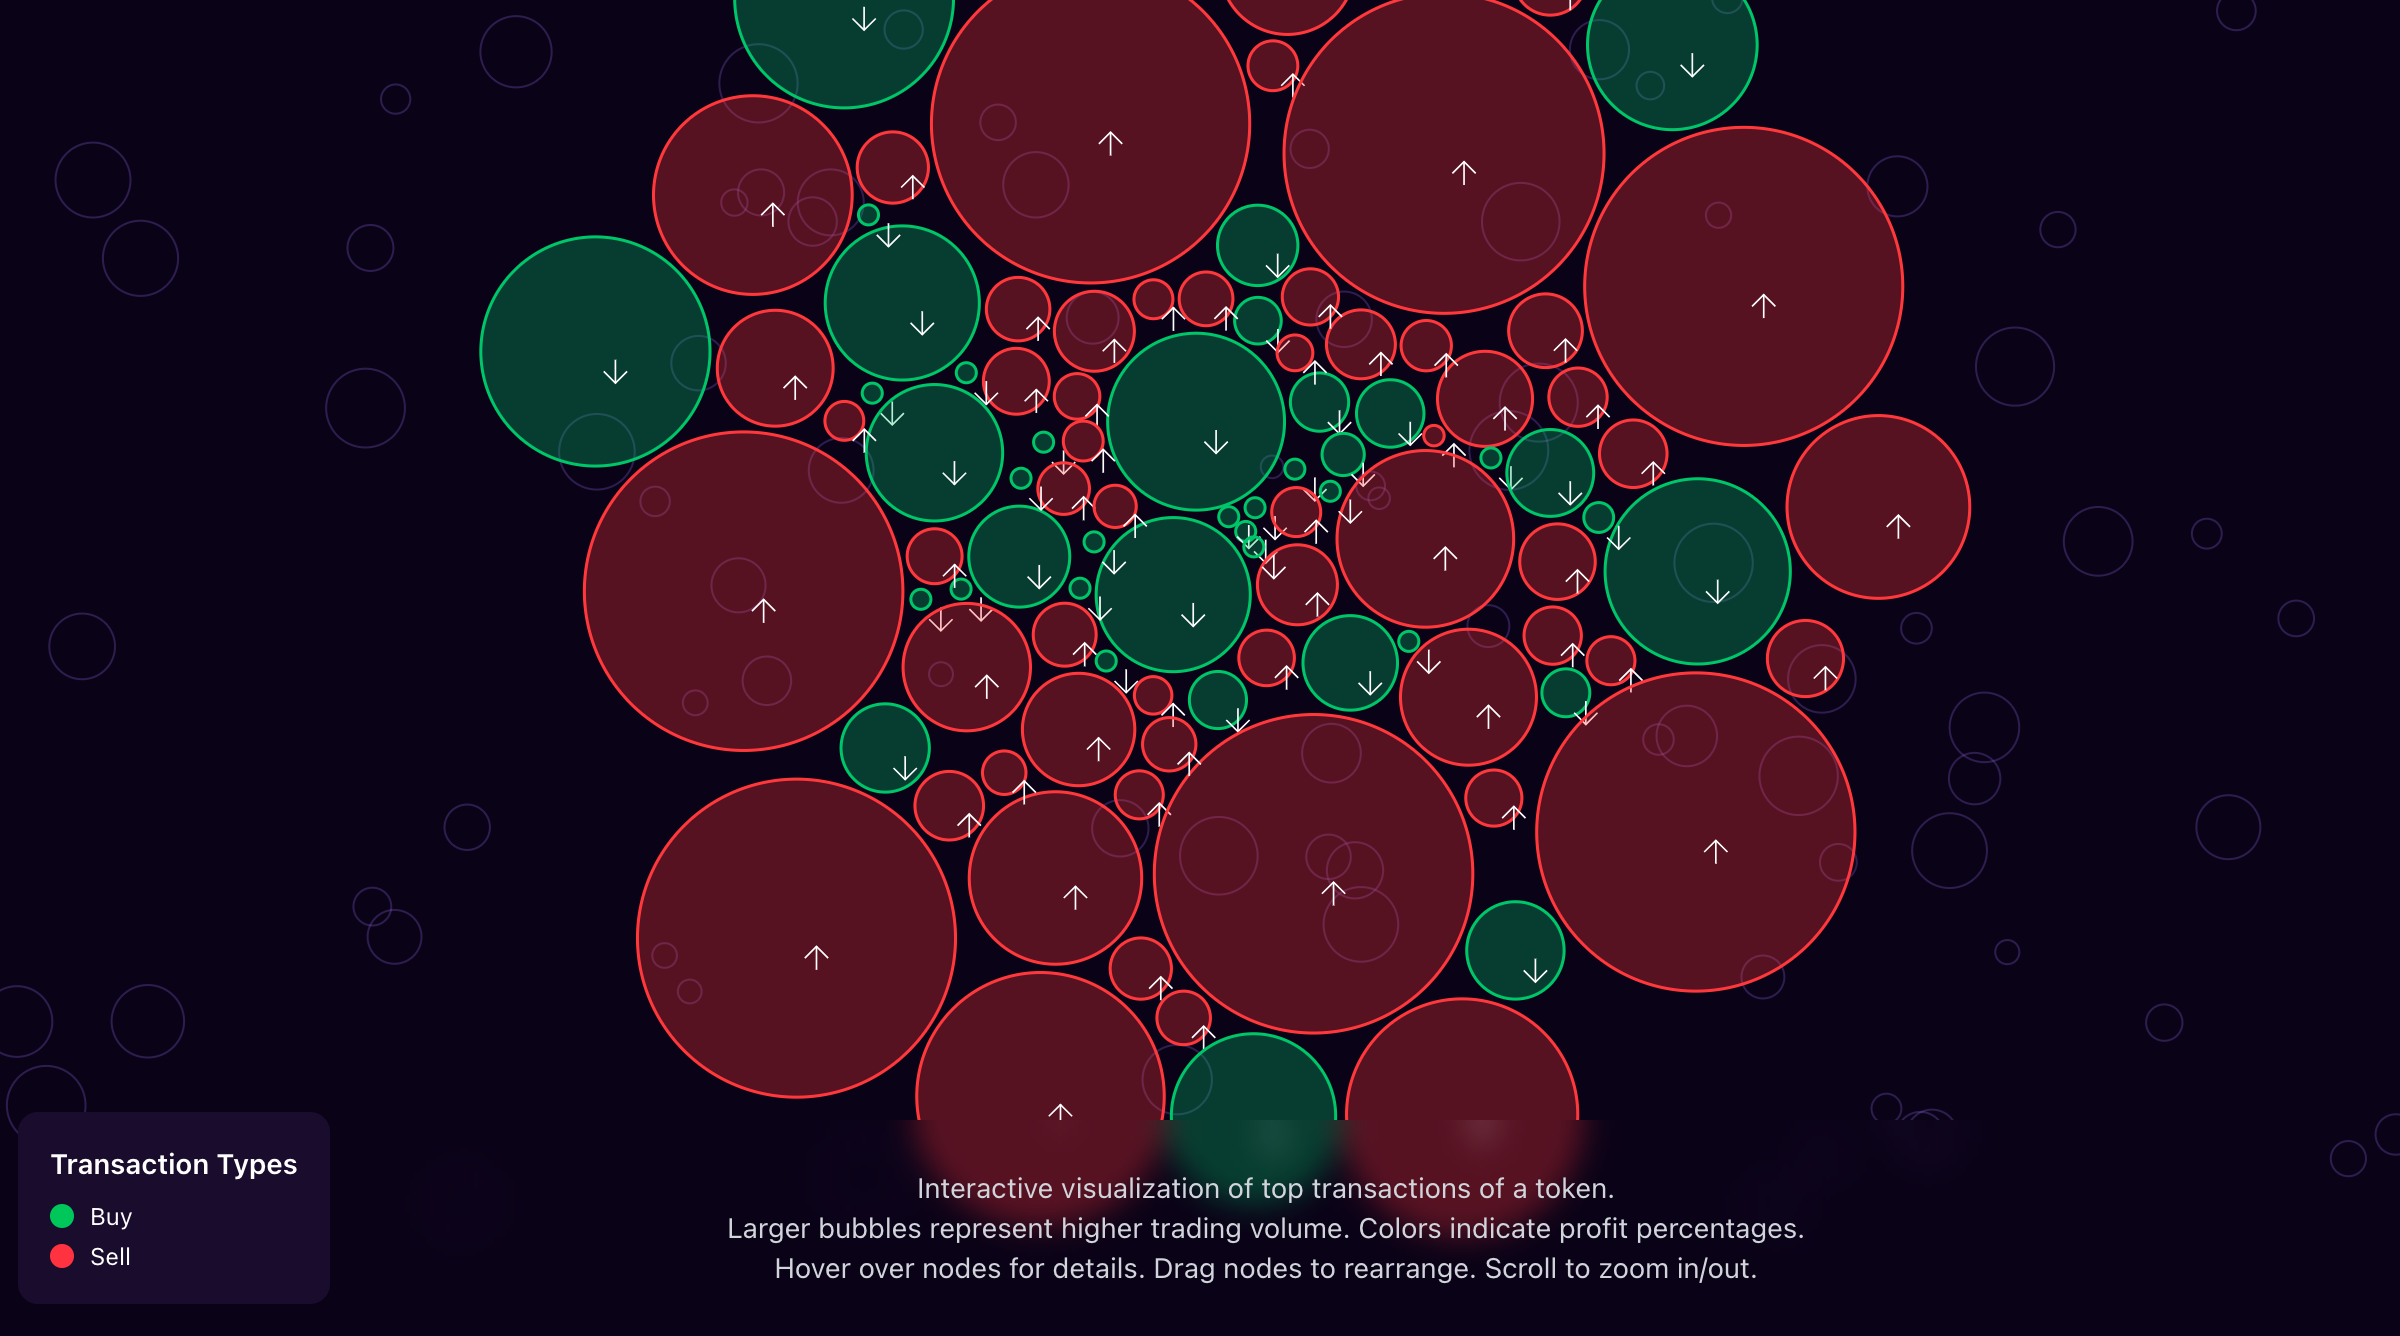 Transaction Types
Buy
Sell
Interactive visualization of top transactions of a token.
Larger bubbles represent higher trading volume. Colors indicate profit percentages.
Hover over nodes for details. Drag nodes to rearrange. Scroll to zoom in/out.